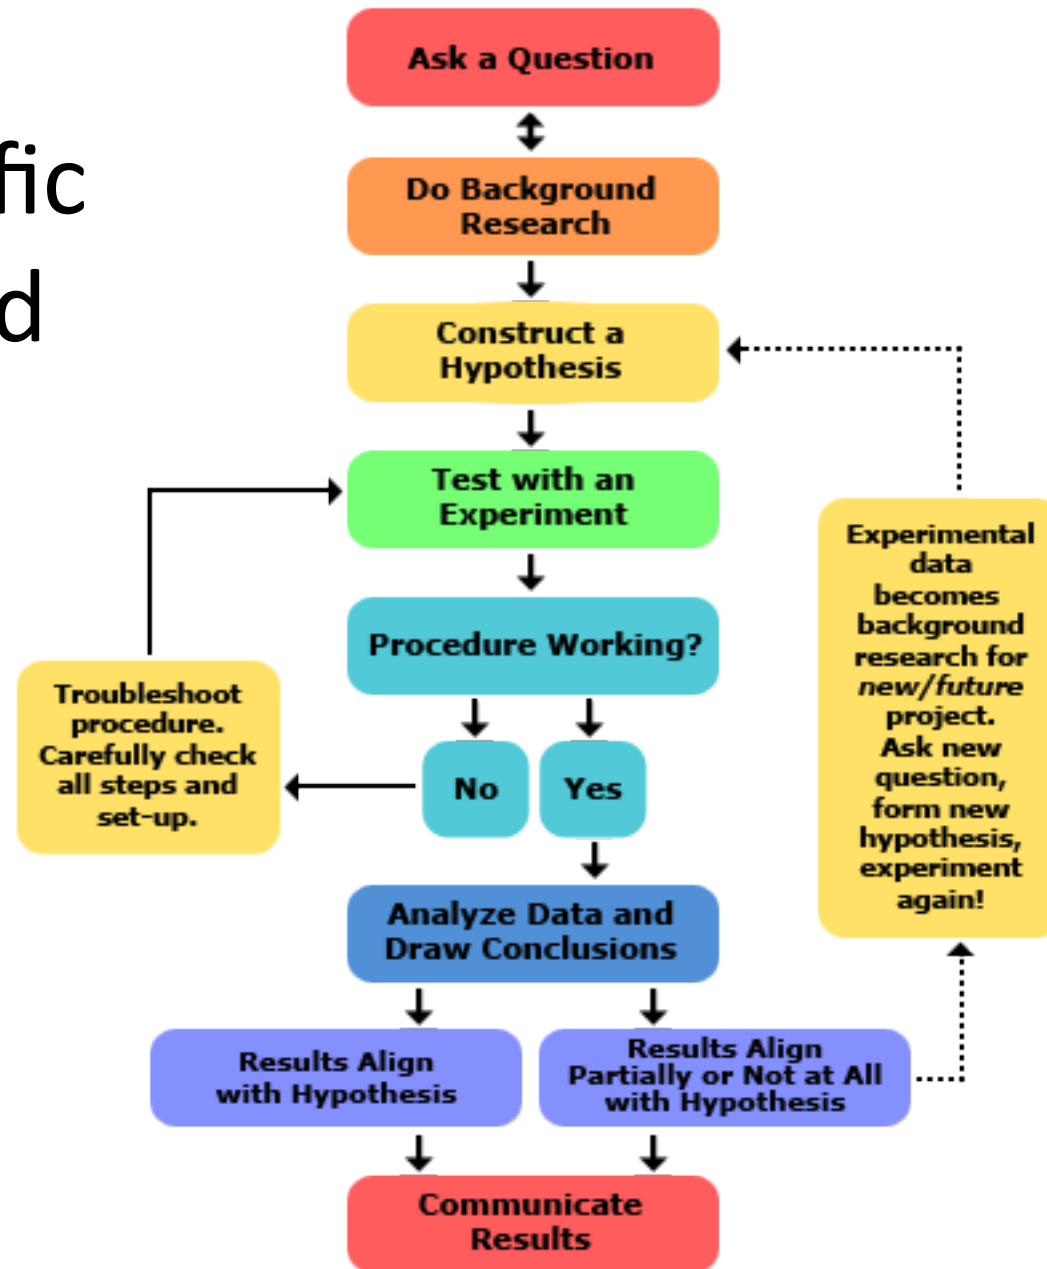 fic
d
Ask a Question
Do Background
Research
Construct a
Hypothesis
Test with an
Experiment
Procedure Working?
Troubleshoot
procedure.
Carefully check
all steps and
set-up.
No
Yes
Analyze Data and
Draw Conclusions
Results Align
with Hypothesis
Results Align
Partially or Not at All
with Hypothesis
Communicate
Results
Experimental
data
becomes
background
research for
new/future
project.
Ask new
question,
form new
hypothesis,
experiment
again!